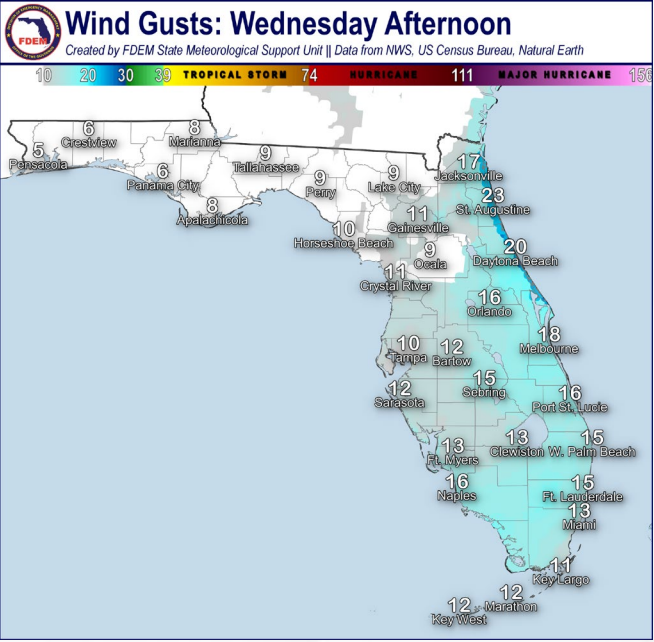 Wind Gusts: Wednesday Afternoon
Created by FDEM State Meteorological Support Unit || Data from NWS, US Census Bureau, Natural Earth
FDEM
10 20 30 39 TROPICAL STORM 74 HURRICANE 111 MAJOR HURRICANE 156
6
Crestview
8
Marianna
5
Pensacola
9
Tallahassee
17
Jacksonville
6
Panama City
9
Perry
9
Lake City
23
St. Augustine
8
Apalachicola
11
Gainesville
10
Horseshoe Beach
9
Ocala
20
Daytona Beach
11
Crystal River
16
Orlando
10
Tampa
12
Bartow
18
Melbourne
12
Sarasota
15
Sebring
16
Port St. Lucie
13
Ft. Myers
13
Clewiston
15
W. Palm Beach
16
Naples
15
Ft. Lauderdale
13
Miami
11
Key Largo
12
Marathon
12
Key West